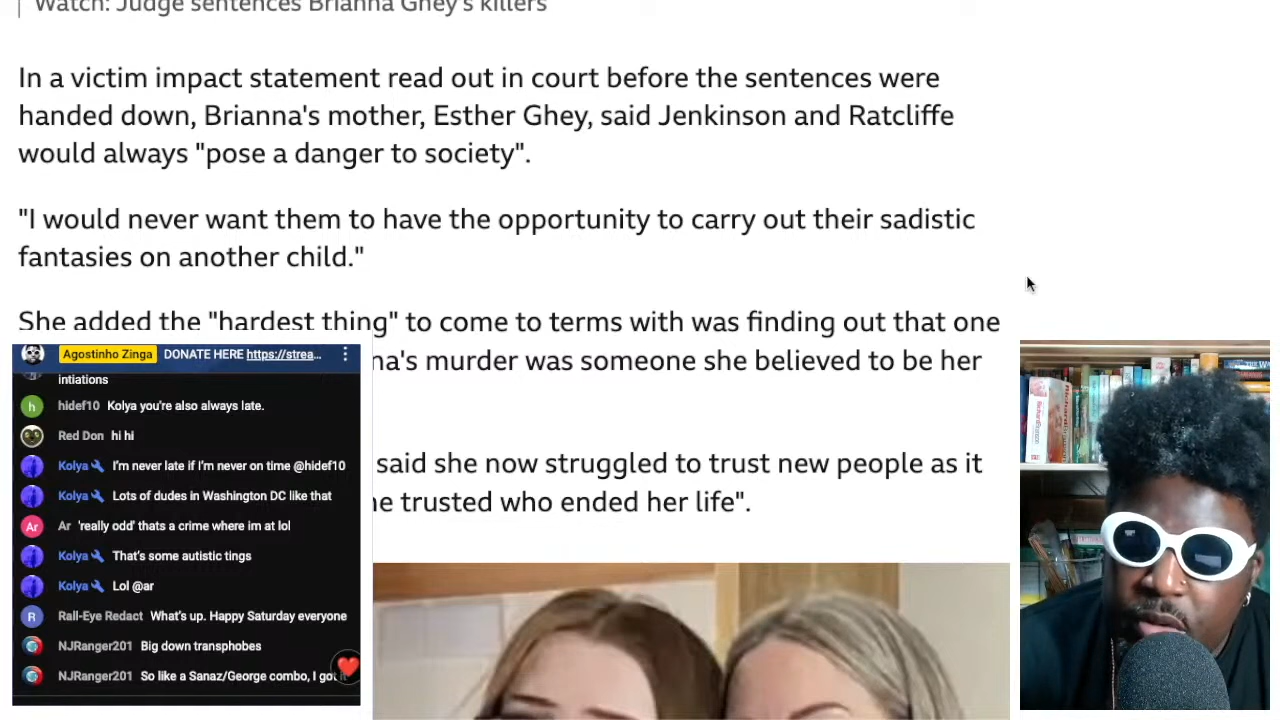 Watch: Judge sentences Brianna Ghey's killers
In a victim impact statement read out in court before the sentences were
handed down, Brianna's mother, Esther Ghey, said Jenkinson and Ratcliffe
would always "pose a danger to society".
"I would never want them to have the opportunity to carry out their sadistic
fantasies on another child."
She added the "hardest thing" to come to terms with was finding out that one
na's murder was someone she believed to be her
said she now struggled to trust new people as it
he trusted who ended her life".
Agostinho Zinga DONATE HERE https://strea...
intiations
hidef10 Kolya you're also always late.
Red Don hi hi
Kolya I'm never late if I'm never on time @hidef10
Kolya Lots of dudes in Washington DC like that
Ar Ar 'really odd' thats a crime where im at lol
Kolya That's some autistic tings
Kolya Lol @ar
R Rall-Eye Redact What's up. Happy Saturday everyone
NJRanger201 Big down transphobes
NJRanger201 So like a Sanaz/George combo, I got it